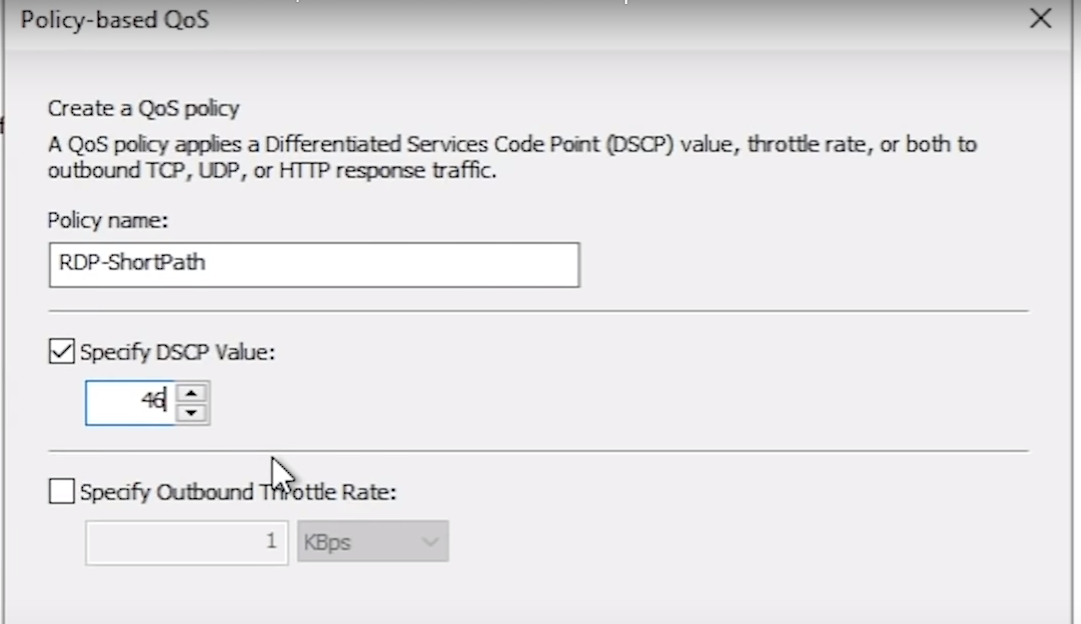 Policy-based QoS
Create a QoS policy
A QoS policy applies a Differentiated Services Code Point (DSCP) value, throttle rate, or both to
outbound TCP, UDP, or HTTP response traffic.
Policy name:
RDP-ShortPath
Specify DSCP Value:
46
Specify Outbound Throttle Rate:
1 KBps